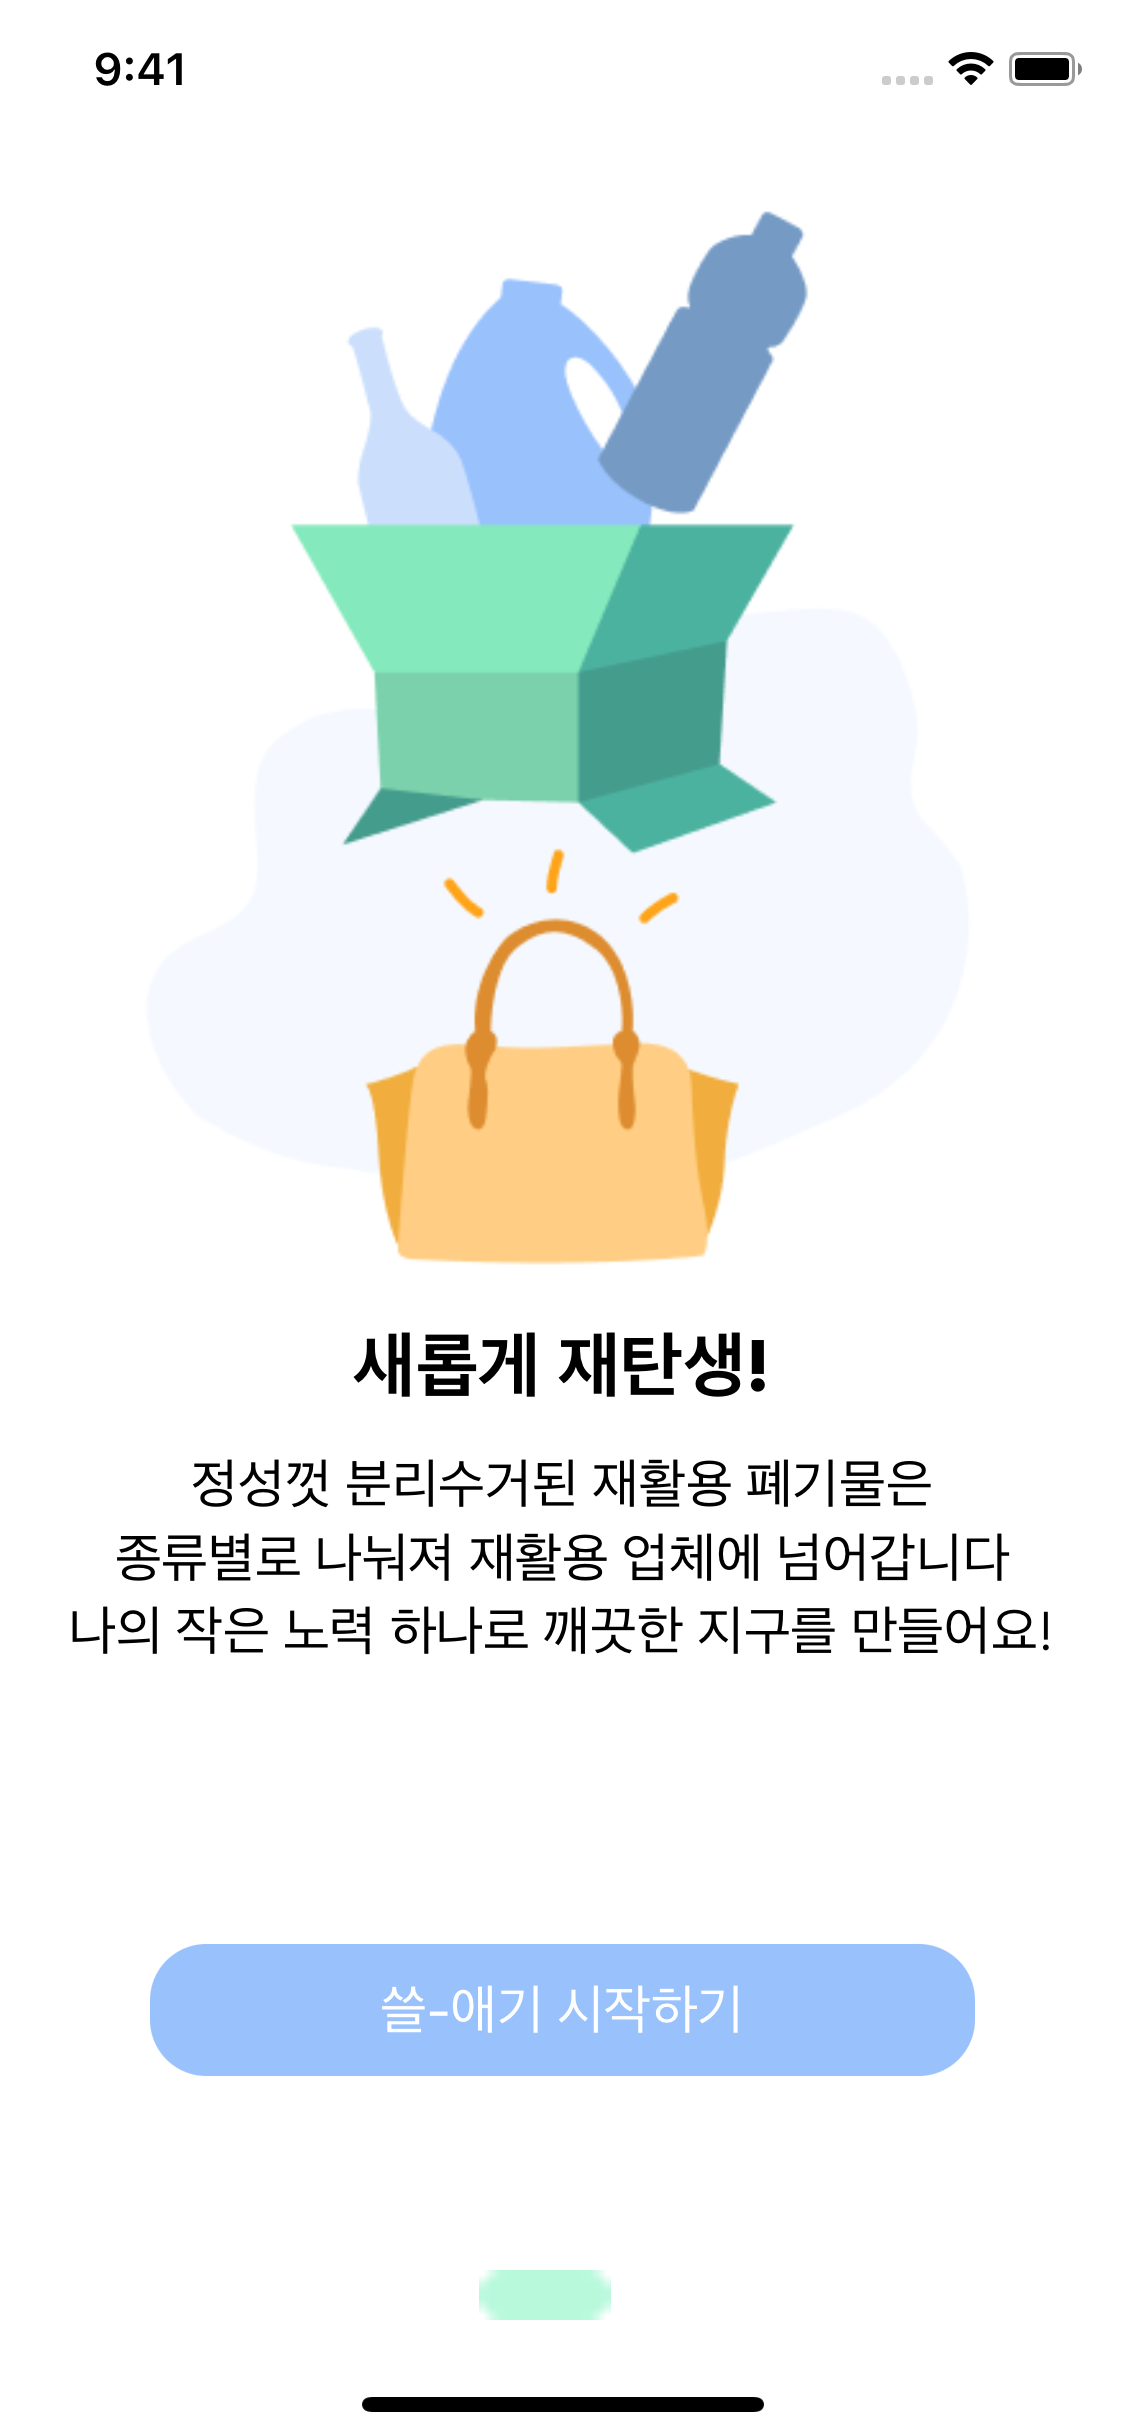 9:41
새롭게 재탄생!
정성껏 분리수거된 재활용 폐기물은
종류별로 나눠져 재활용 업체에 넘어갑니다
나의 작은 노력 하나로 깨끗한 지구를 만들어요!
쓸-애기 시작하기